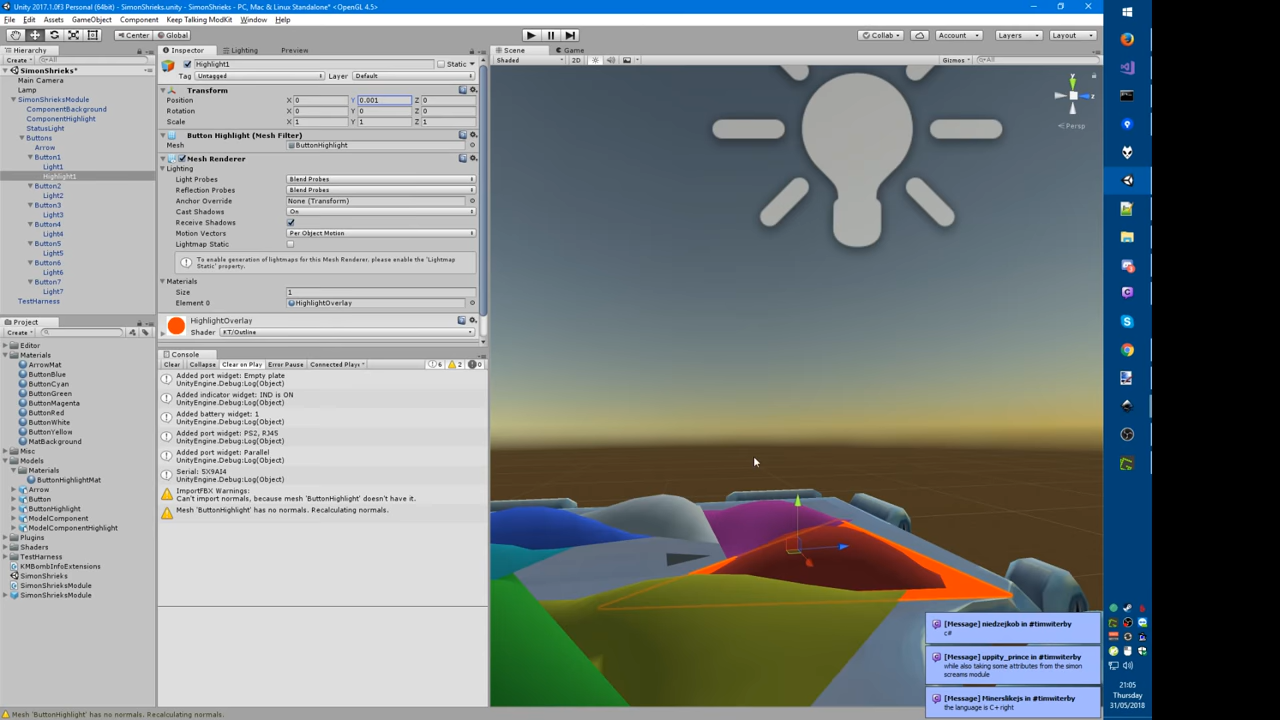 Unity 2017.1.0f3 Personal (64bit) - SimonShrieks.unity - SimonShrieks - PC, Mac & Linux Standalone* <OpenGL 4.5>
File Edit Assets GameObject Component Keep Talking ModKit Window Help
Center Global Collab Account Layers Layout
Hierarchy
Create All
SimonShrieks*
Main Camera
Lamp
SimonShrieksModule
ComponentBackground
ComponentHighlight
StatusLight
Buttons
Arrow
Button1
Light1
Highlight1
Button2
Light2
Button3
Light3
Button4
Light4
Button5
Light5
Button6
Light6
Button7
Light7
TestHarness
Project
Create
Editor
Materials
ArrowMat
ButtonBlue
ButtonCyan
ButtonGreen
ButtonMagenta
ButtonRed
ButtonWhite
ButtonYellow
MatBackground
Misc
Models
Materials
ButtonHighlightMat
Arrow
Button
ButtonHighlight
ModelComponent
ModelComponentHighlight
Plugins
Shaders
TestHarness
KMBombInfoExtensions
SimonShrieks
SimonShrieksModule
SimonShrieksModule
Inspector Lighting Preview
Highlight1 Static
Tag Untagged Layer Default
Transform
Position X 0 Y 0.001 Z 0
Rotation X 0 Y 0 Z 0
Scale X 1 Y 1 Z 1
Button Highlight (Mesh Filter)
Mesh ButtonHighlight
Mesh Renderer
Lighting
Light Probes Blend Probes
Reflection Probes Blend Probes
Anchor Override None (Transform)
Cast Shadows On
Receive Shadows
Motion Vectors Per Object Motion
Lightmap Static
To enable generation of lightmaps for this Mesh Renderer, please enable the 'Lightmap
Static' property.
Materials
Size 1
Element 0 HighlightOverlay
HighlightOverlay
Shader KT/Outline
Console
Clear Collapse Clear on Play Error Pause Connected Playe 6 2 0
Added port widget: Empty plate
UnityEngine.Debug:Log(Object)
Added indicator widget: IND is ON
UnityEngine.Debug:Log(Object)
Added battery widget: 1
UnityEngine.Debug:Log(Object)
Added port widget: PS2, RJ45
UnityEngine.Debug:Log(Object)
Added port widget: Parallel
UnityEngine.Debug:Log(Object)
Serial: 5X9AI4
UnityEngine.Debug:Log(Object)
ImportFBX Warnings:
Can't import normals, because mesh 'ButtonHighlight' doesn't have it.
Mesh 'ButtonHighlight' has no normals. Recalculating normals.
Scene Game
Shaded 2D Gizmos All
y
Persp
[Message] niedzejkob in #timwiterby
c#
[Message] uppity_prince in #timwiterby
while also taking some attributes from the simon
screams module
[Message] Minerslikejs in #timwiterby
the language is C+ right
Mesh 'ButtonHighlight' has no normals. Recalculating normals.
21:05
Thursday
31/05/2018